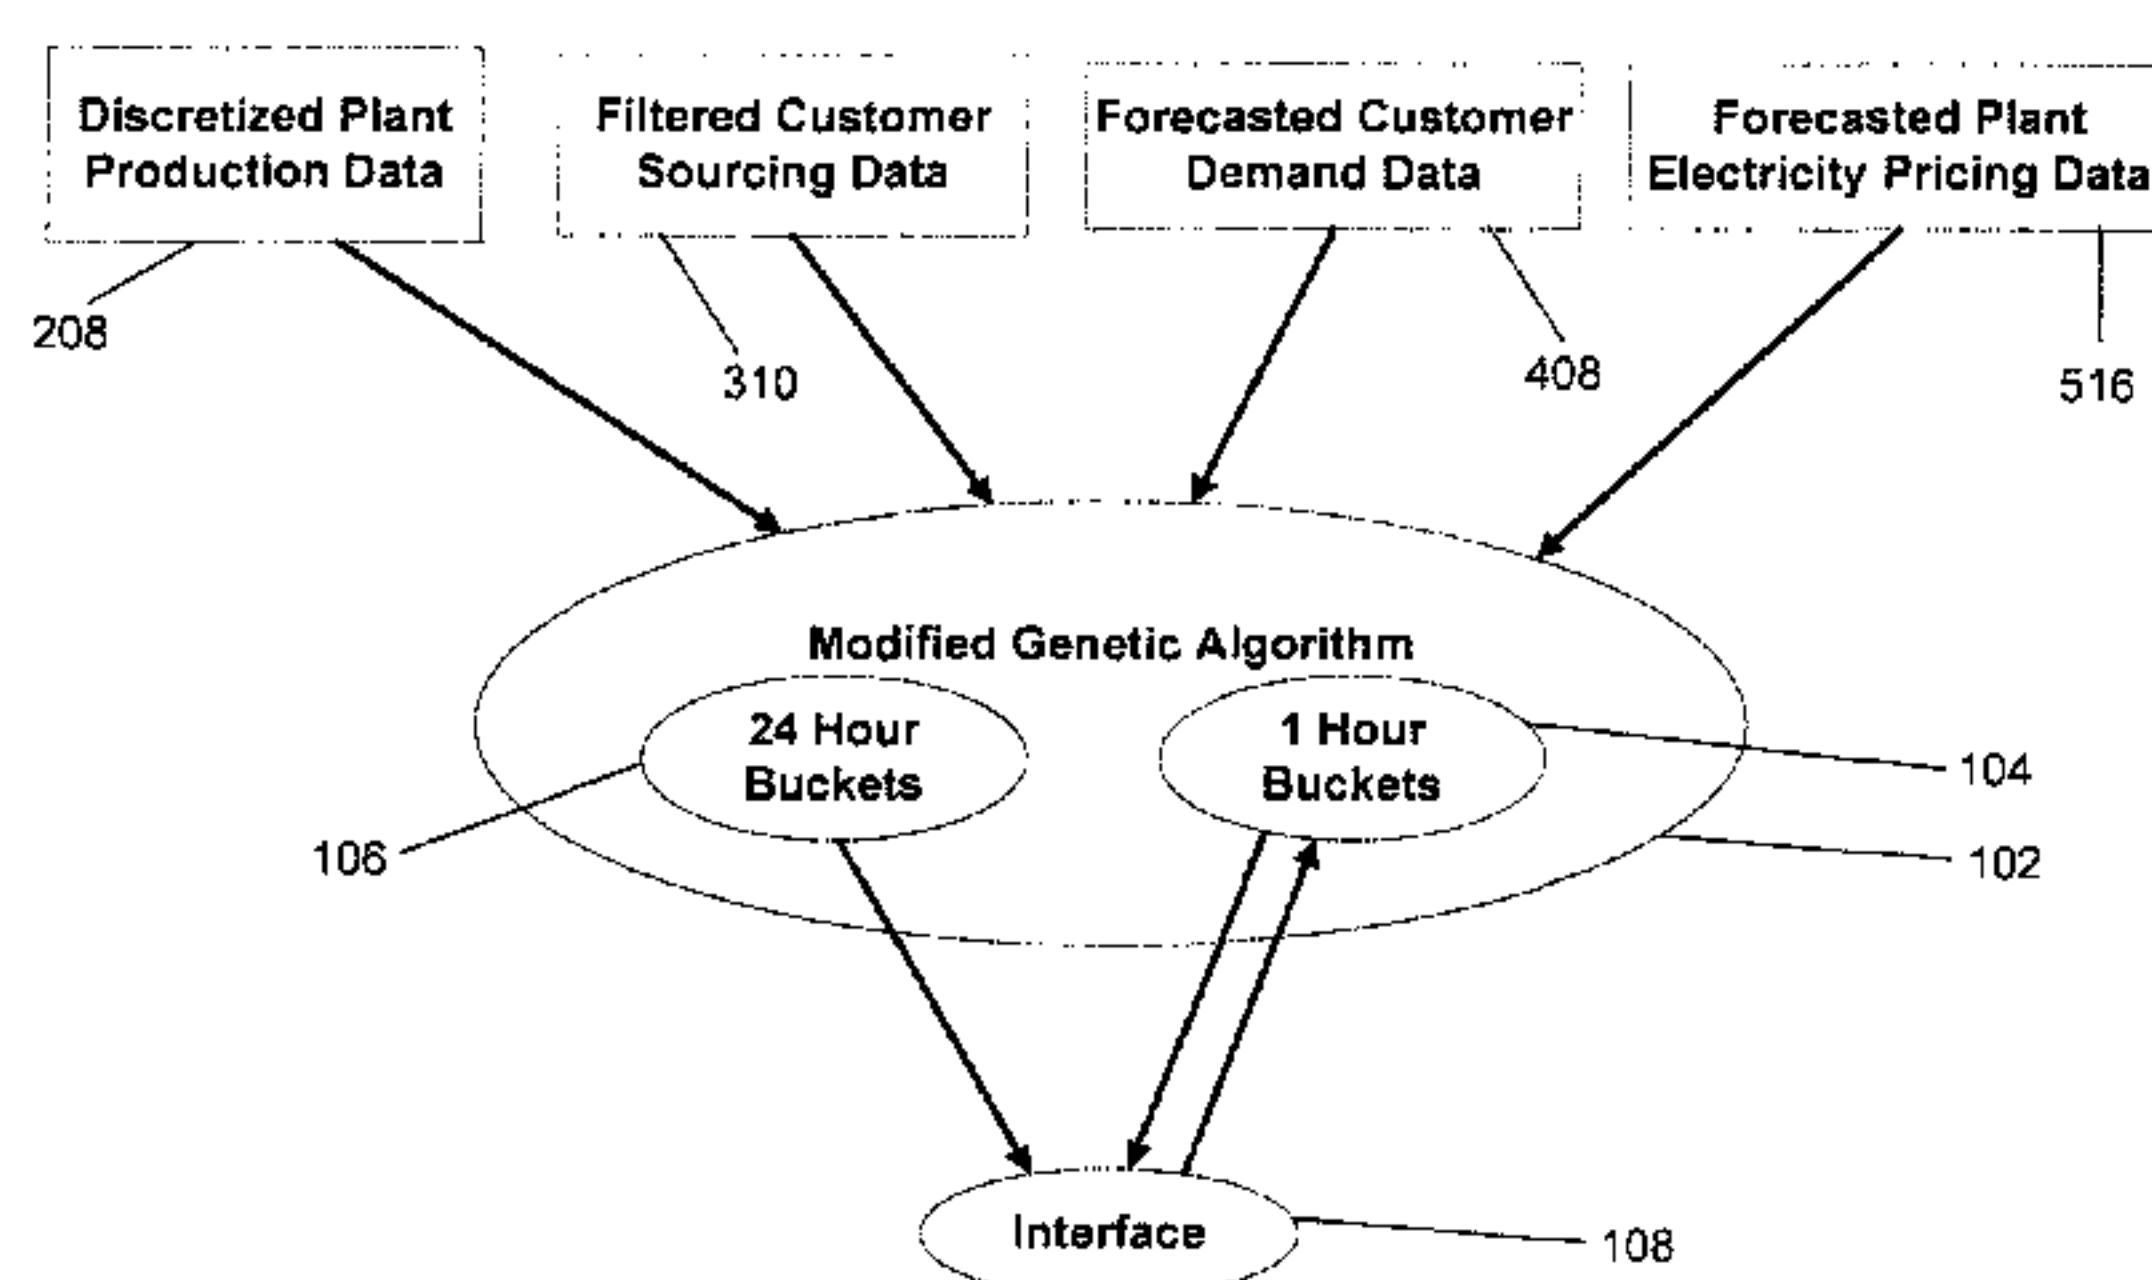 Discretized Plant
Production Data
Filtered Customer
Sourcing Data
Forecasted Customer
Demand Data
Forecasted Plant
Electricity Pricing Data
208
310
408
516
Modified Genetic Algorithm
24 Hour
Buckets
1 Hour
Buckets
104
106
102
Interface
108